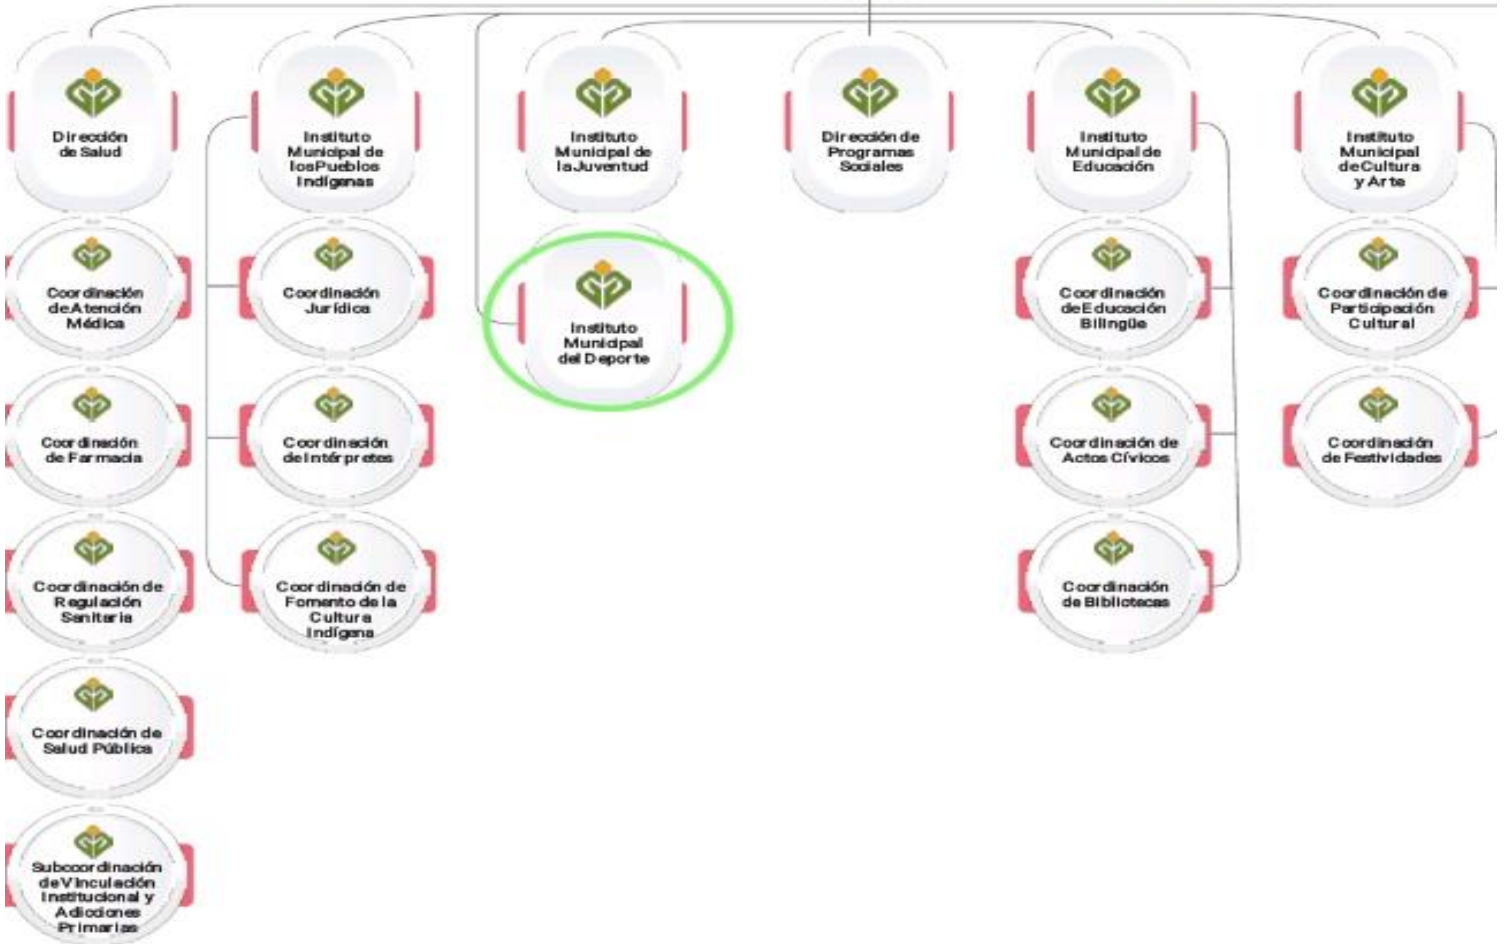 Dirección
de Salud
Instituto
Municipal de
los Pueblos
Indígenas
Instituto
Municipal de
la Juventud
Dirección de
Programas
Sociales
Instituto
Municipal de
Educación
Instituto
Municipal
de Cultura
y Arte
Coordinación
de Atención
Médica
Coordinación
Jurídica
Instituto
Municipal
del Deporte
Coordinación
de Educación
Bilingüe
Coordinación de
Participación
Cultural
Coordinación
de Farmacia
Coordinación
de Intérpretes
Coordinación de
Actos Cívicos
Coordinación
de Festividades
Coordinación de
Regulación
Sanitaria
Coordinación de
Fomento de la
Cultura
Indígena
Coordinación
de Bibliotecas
Coordinación de
Salud Pública
Subcoordinación
de Vinculación
Institucional y
Adicciones
Primarias